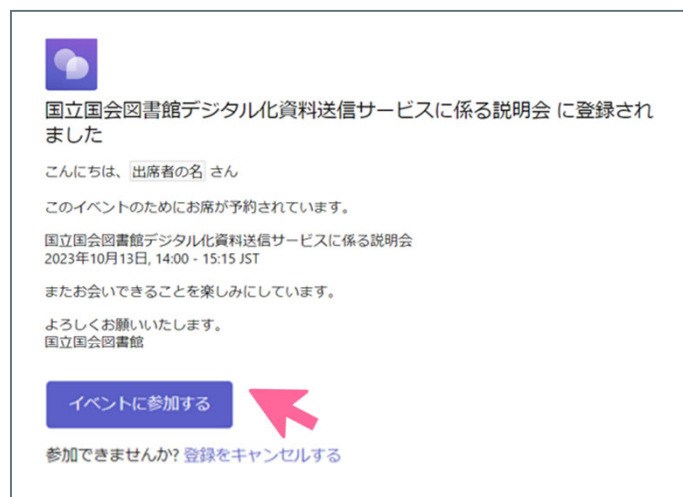 国立国会図書館デジタル化資料送信サービスに係る説明会 に登録され
ました
こんにちは、 出席者の名 さん
このイベントのためにお席が予約されています。
国立国会図書館デジタル化資料送信サービスに係る説明会
2023年10月13日, 14:00 - 15:15 JST
またお会いできることを楽しみにしています。
よろしくお願いいたします。
国立国会図書館
イベントに参加する
参加できませんか? 登録をキャンセルする